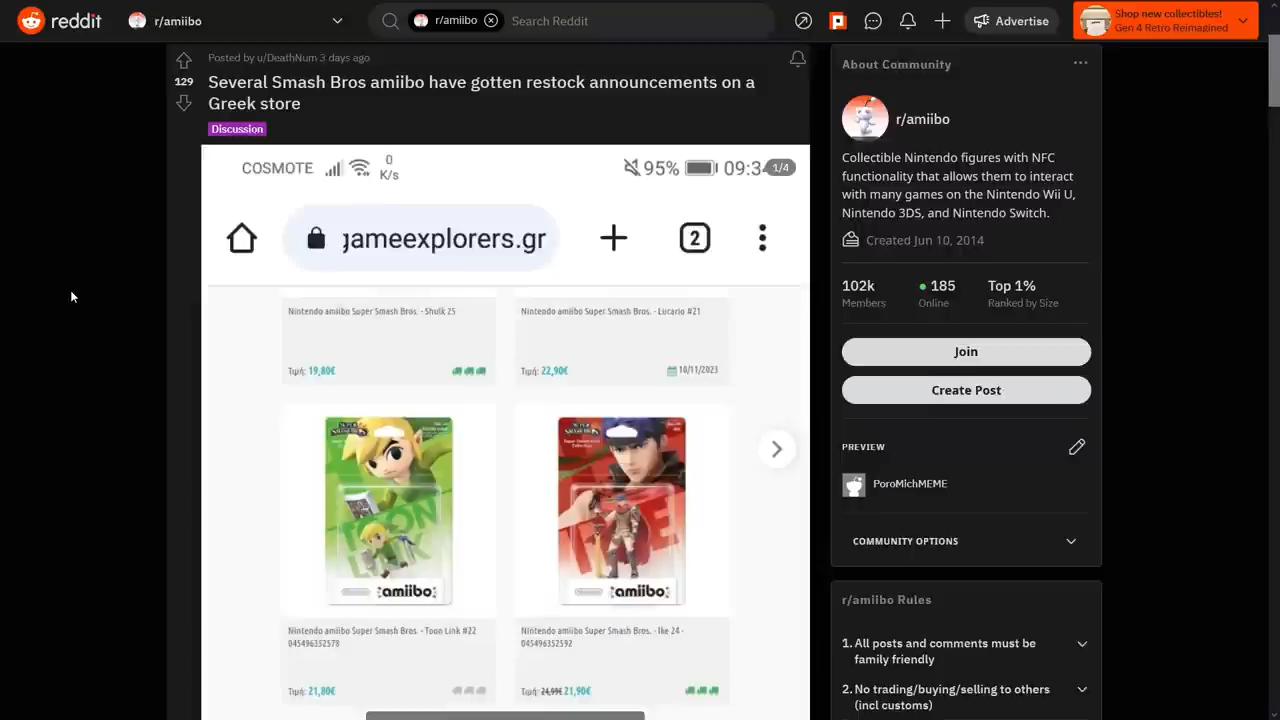 reddit
r/amiibo
r/amiibo
Search Reddit
Advertise
Shop new collectibles!
Gen 4 Retro Reimagined
Posted by u/DeathNum 3 days ago
129
Several Smash Bros amiibo have gotten restock announcements on a
Greek store
Discussion
COSMOTE
0
K/s
95%
09:34
1/4
gameexplorers.gr
2
Nintendo amiibo Super Smash Bros. - Shulk 25
Τιμή: 19,80€
Nintendo amiibo Super Smash Bros. - Lucario #21
Τιμή: 22,90€
10/11/2023
TOON
LINK
amiibo
IKE
amiibo
Nintendo amiibo Super Smash Bros. - Toon Link #22
045496352578
Τιμή: 21,80€
Nintendo amiibo Super Smash Bros. - Ike 24 -
045496352592
Τιμή: 24,99€ 21,90€
About Community
r/amiibo
Collectible Nintendo figures with NFC
functionality that allows them to interact
with many games on the Nintendo Wii U,
Nintendo 3DS, and Nintendo Switch.
Created Jun 10, 2014
102k
Members
185
Online
Top 1%
Ranked by Size
Join
Create Post
PREVIEW
PoroMichMEME
COMMUNITY OPTIONS
r/amiibo Rules
1. All posts and comments must be
family friendly
2. No trading/buying/selling to others
(incl customs)